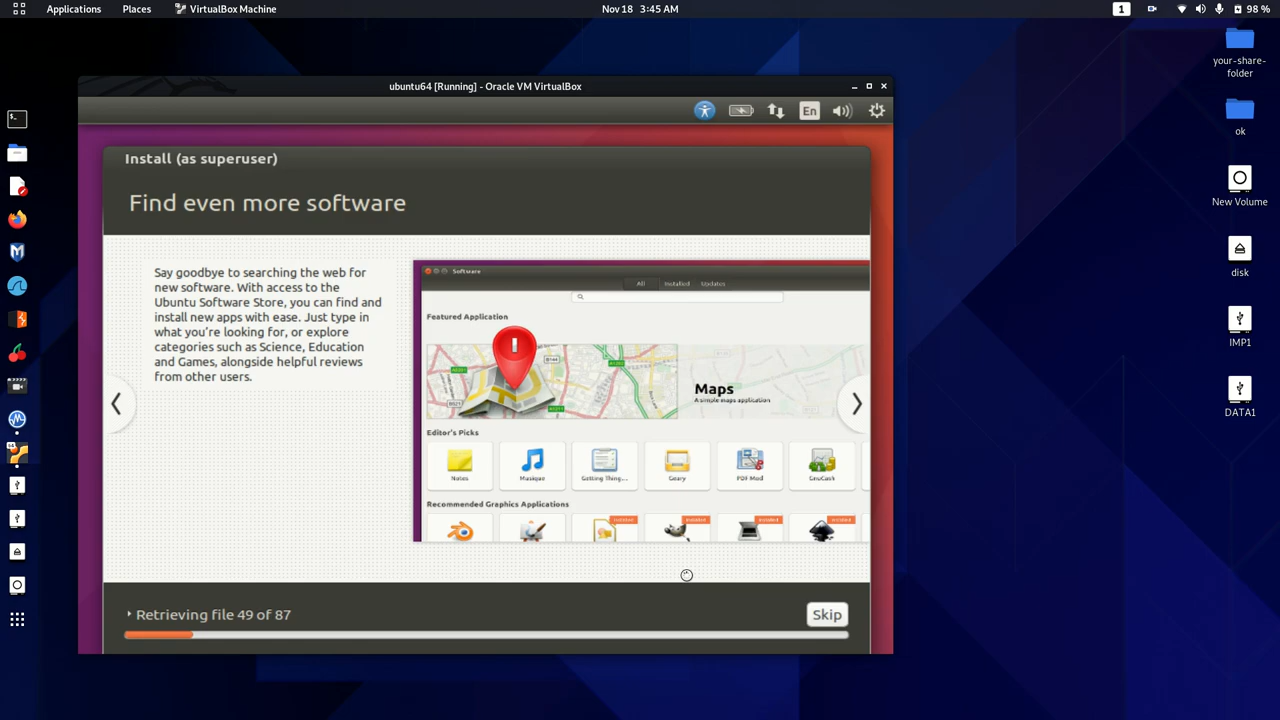 Applications Places VirtualBox Machine Nov 18 3:45 AM 1 98 %
ubuntu64 [Running] - Oracle VM VirtualBox
En
Install (as superuser)
Find even more software
Say goodbye to searching the web for
new software. With access to the
Ubuntu Software Store, you can find and
install new apps with ease. Just type in
what you're looking for, or explore
categories such as Science, Education
and Games, alongside helpful reviews
from other users.
Software
All Installed Updates
Featured Application
Maps
A simple maps application
Editor's Picks
Notes Masique Getting Thing... Geary PDF Mod GnuCash
Recommended Graphics Applications
Retrieving file 49 of 87
Skip
your-share-
folder
ok
New Volume
disk
IMP1
DATA1